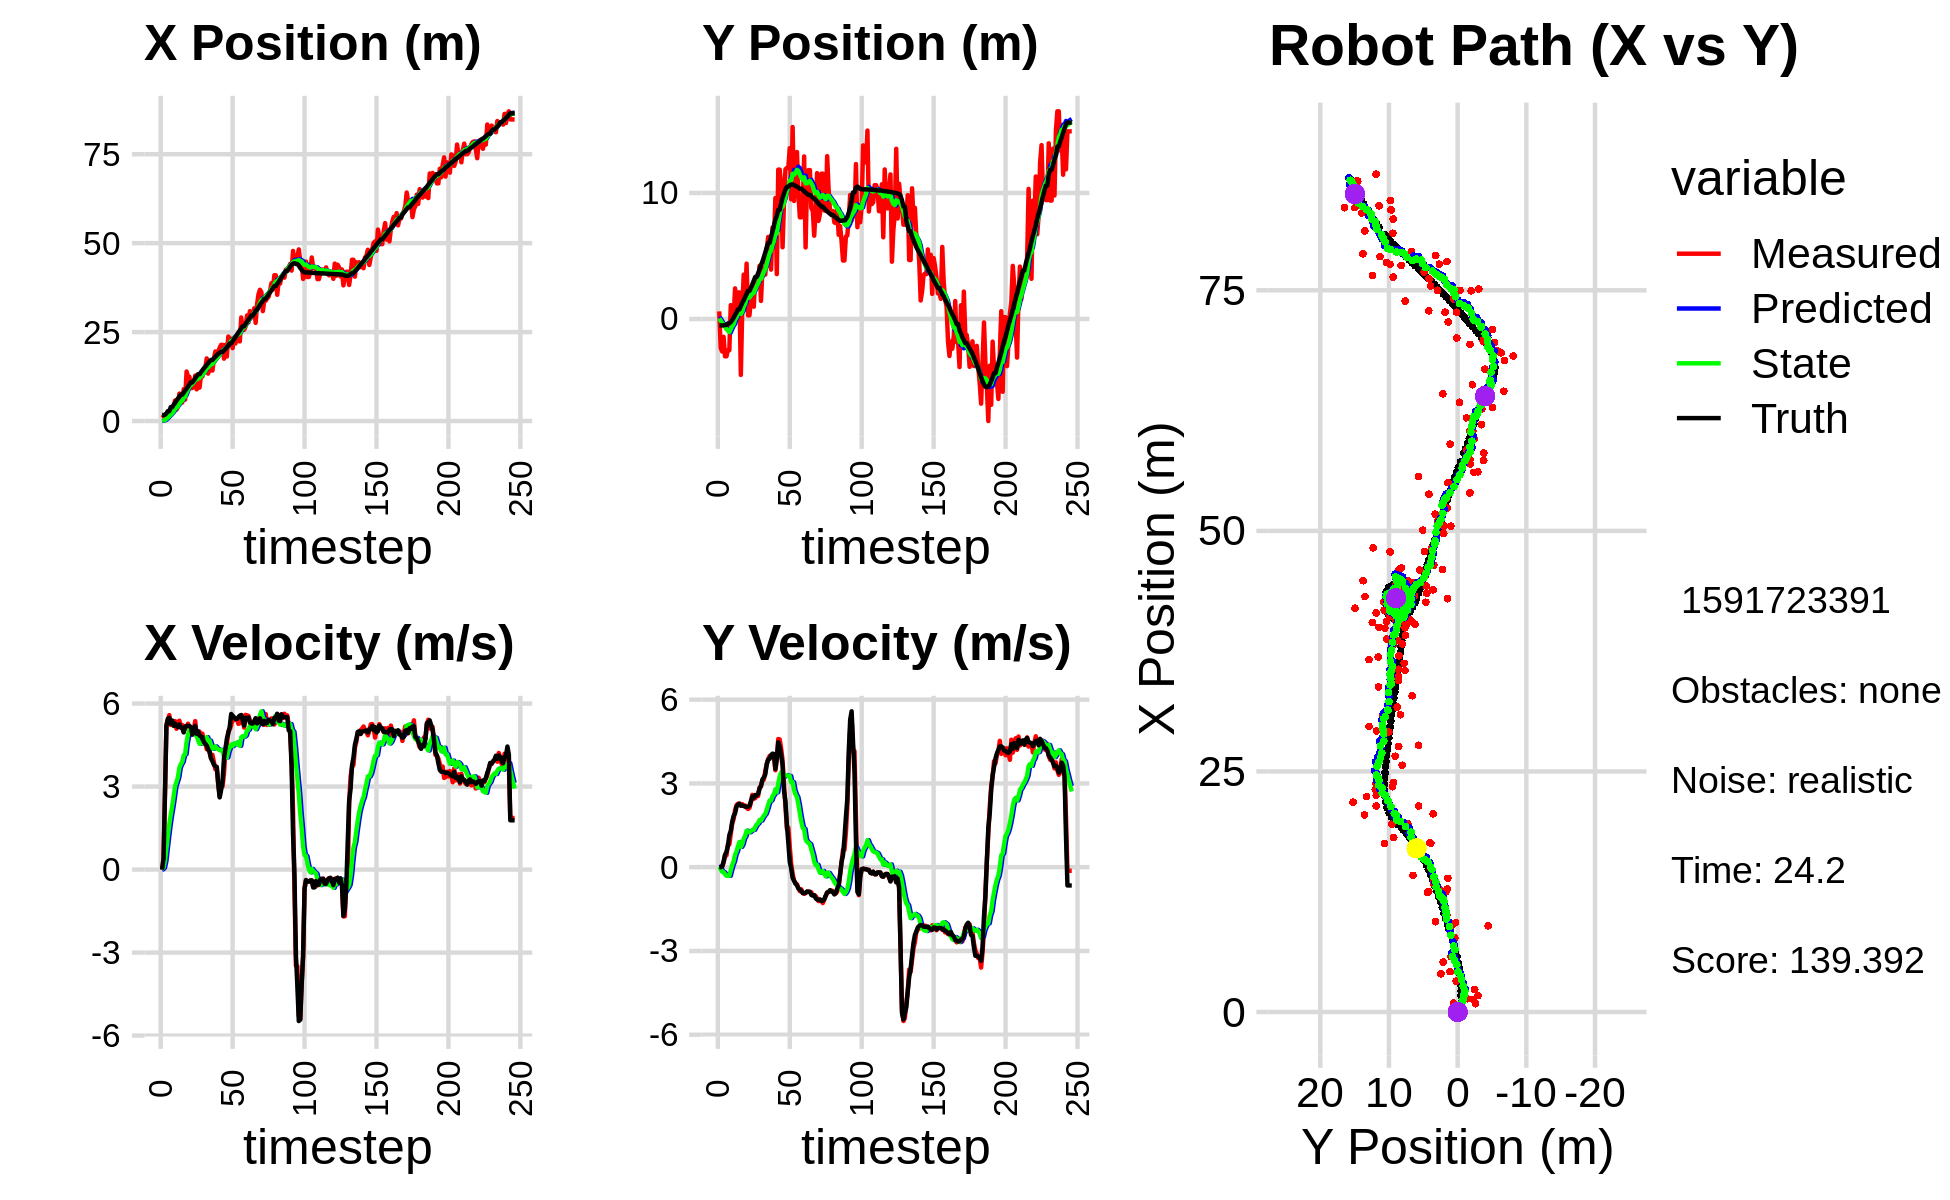 X Position (m)
75
50
25
0
0 50 100 150 200 250
timestep
Y Position (m)
10
0
0 50 100 150 200 250
timestep
X Velocity (m/s)
6
3
0
-3
-6
0 50 100 150 200 250
timestep
Y Velocity (m/s)
6
3
0
-3
-6
0 50 100 150 200 250
timestep
Robot Path (X vs Y)
X Position (m)
75
50
25
0
20 10 0 -10 -20
Y Position (m)
variable
Measured
Predicted
State
Truth
1591723391
Obstacles: none
Noise: realistic
Time: 24.2
Score: 139.392